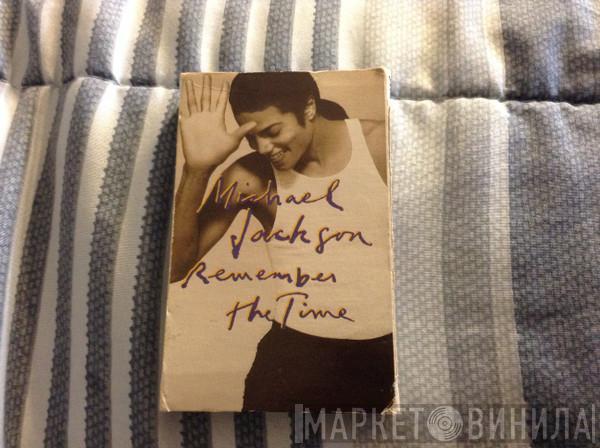 Michael
Jackson
Remember
the Time
МАРКЕТ ВИНИЛА